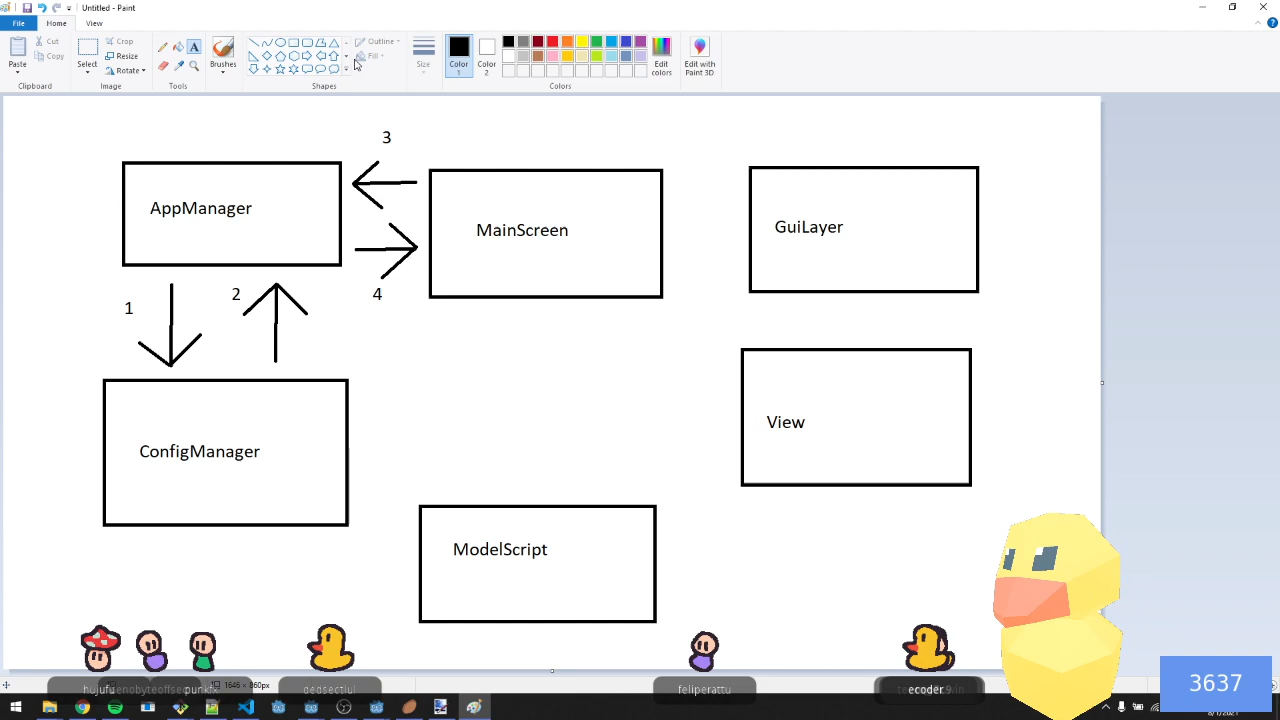 Untitled - Paint
File Home View
Paste
Cut
Copy
Clipboard
Select
Crop
Resize
Rotate
Image
Tools
Brushes
Shapes
Outline
Fill
Size
Color 1
Color 2
Colors
Edit colors
Edit with Paint 3D
3
AppManager
MainScreen
GuiLayer
1
2
4
ConfigManager
View
ModelScript
1646 × 860px
feliperattu
ecoder
3637